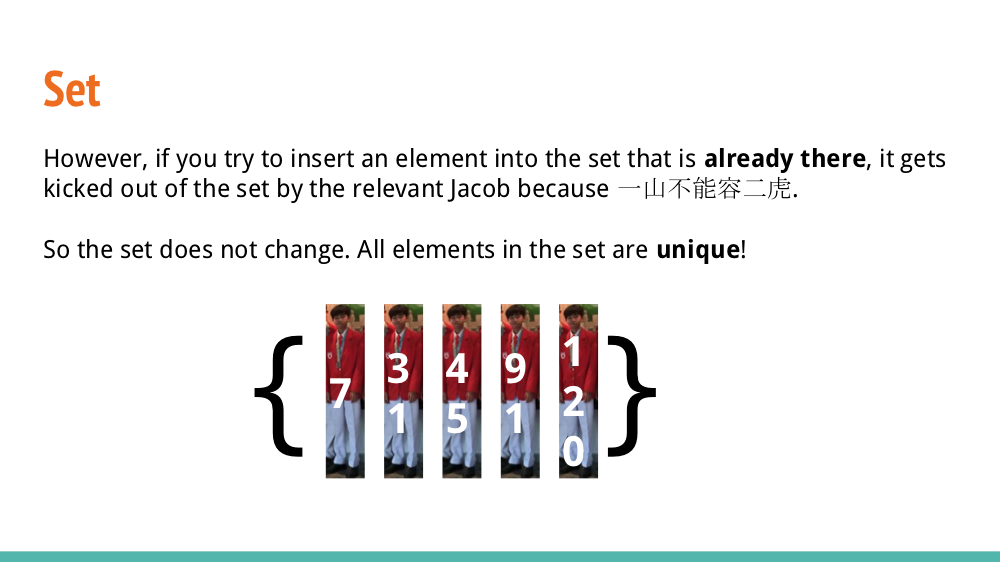 Set
However, if you try to insert an element into the set that is already there, it gets
kicked out of the set by the relevant Jacob because 一山不能容二虎.
So the set does not change. All elements in the set are unique!
{ 7 31 45 91 120 }